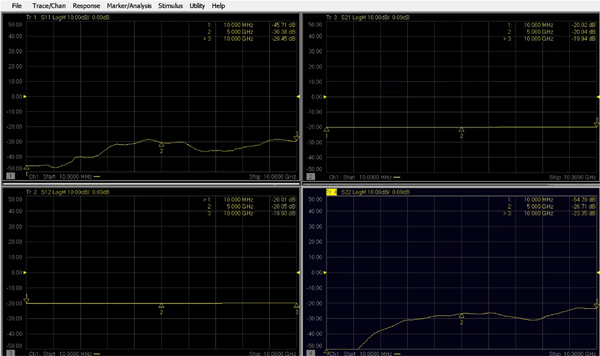 File Trace/Chan Response Marker/Analysis Stimulus Utility Help
Tr 1 S11 LogM 10.00dB/ 0.00dB
50.00
40.00
30.00
20.00
10.00
0.00
-10.00
-20.00
-30.00
-40.00
-50.00
1: 10.000 MHz -45.71 dB
2: 5.000 GHz -30.38 dB
> 3: 10.000 GHz -29.45 dB
1
2
3
1 Ch1: Start 10.0000 MHz Stop 10.0000 GHz
Tr 3 S21 LogM 10.00dB/ 0.00dB
50.00
40.00
30.00
20.00
10.00
0.00
-10.00
-20.00
-30.00
-40.00
-50.00
1: 10.000 MHz -20.02 dB
2: 5.000 GHz -20.04 dB
> 3: 10.000 GHz -19.94 dB
1
2
3
2 Ch1: Start 10.0000 MHz Stop 10.0000 GHz
Tr 2 S12 LogM 10.00dB/ 0.00dB
50.00
40.00
30.00
20.00
10.00
0.00
-10.00
-20.00
-30.00
-40.00
-50.00
> 1: 10.000 MHz -20.01 dB
2: 5.000 GHz -20.05 dB
3: 10.000 GHz -19.93 dB
1
2
3
3 Ch1: Start 10.0000 MHz Stop 10.0000 GHz
Tr 4 S22 LogM 10.00dB/ 0.00dB
50.00
40.00
30.00
20.00
10.00
0.00
-10.00
-20.00
-30.00
-40.00
-50.00
1: 10.000 MHz -54.79 dB
2: 5.000 GHz -26.71 dB
> 3: 10.000 GHz -23.35 dB
2
3
4 Ch1: Start 10.0000 MHz Stop 10.0000 GHz